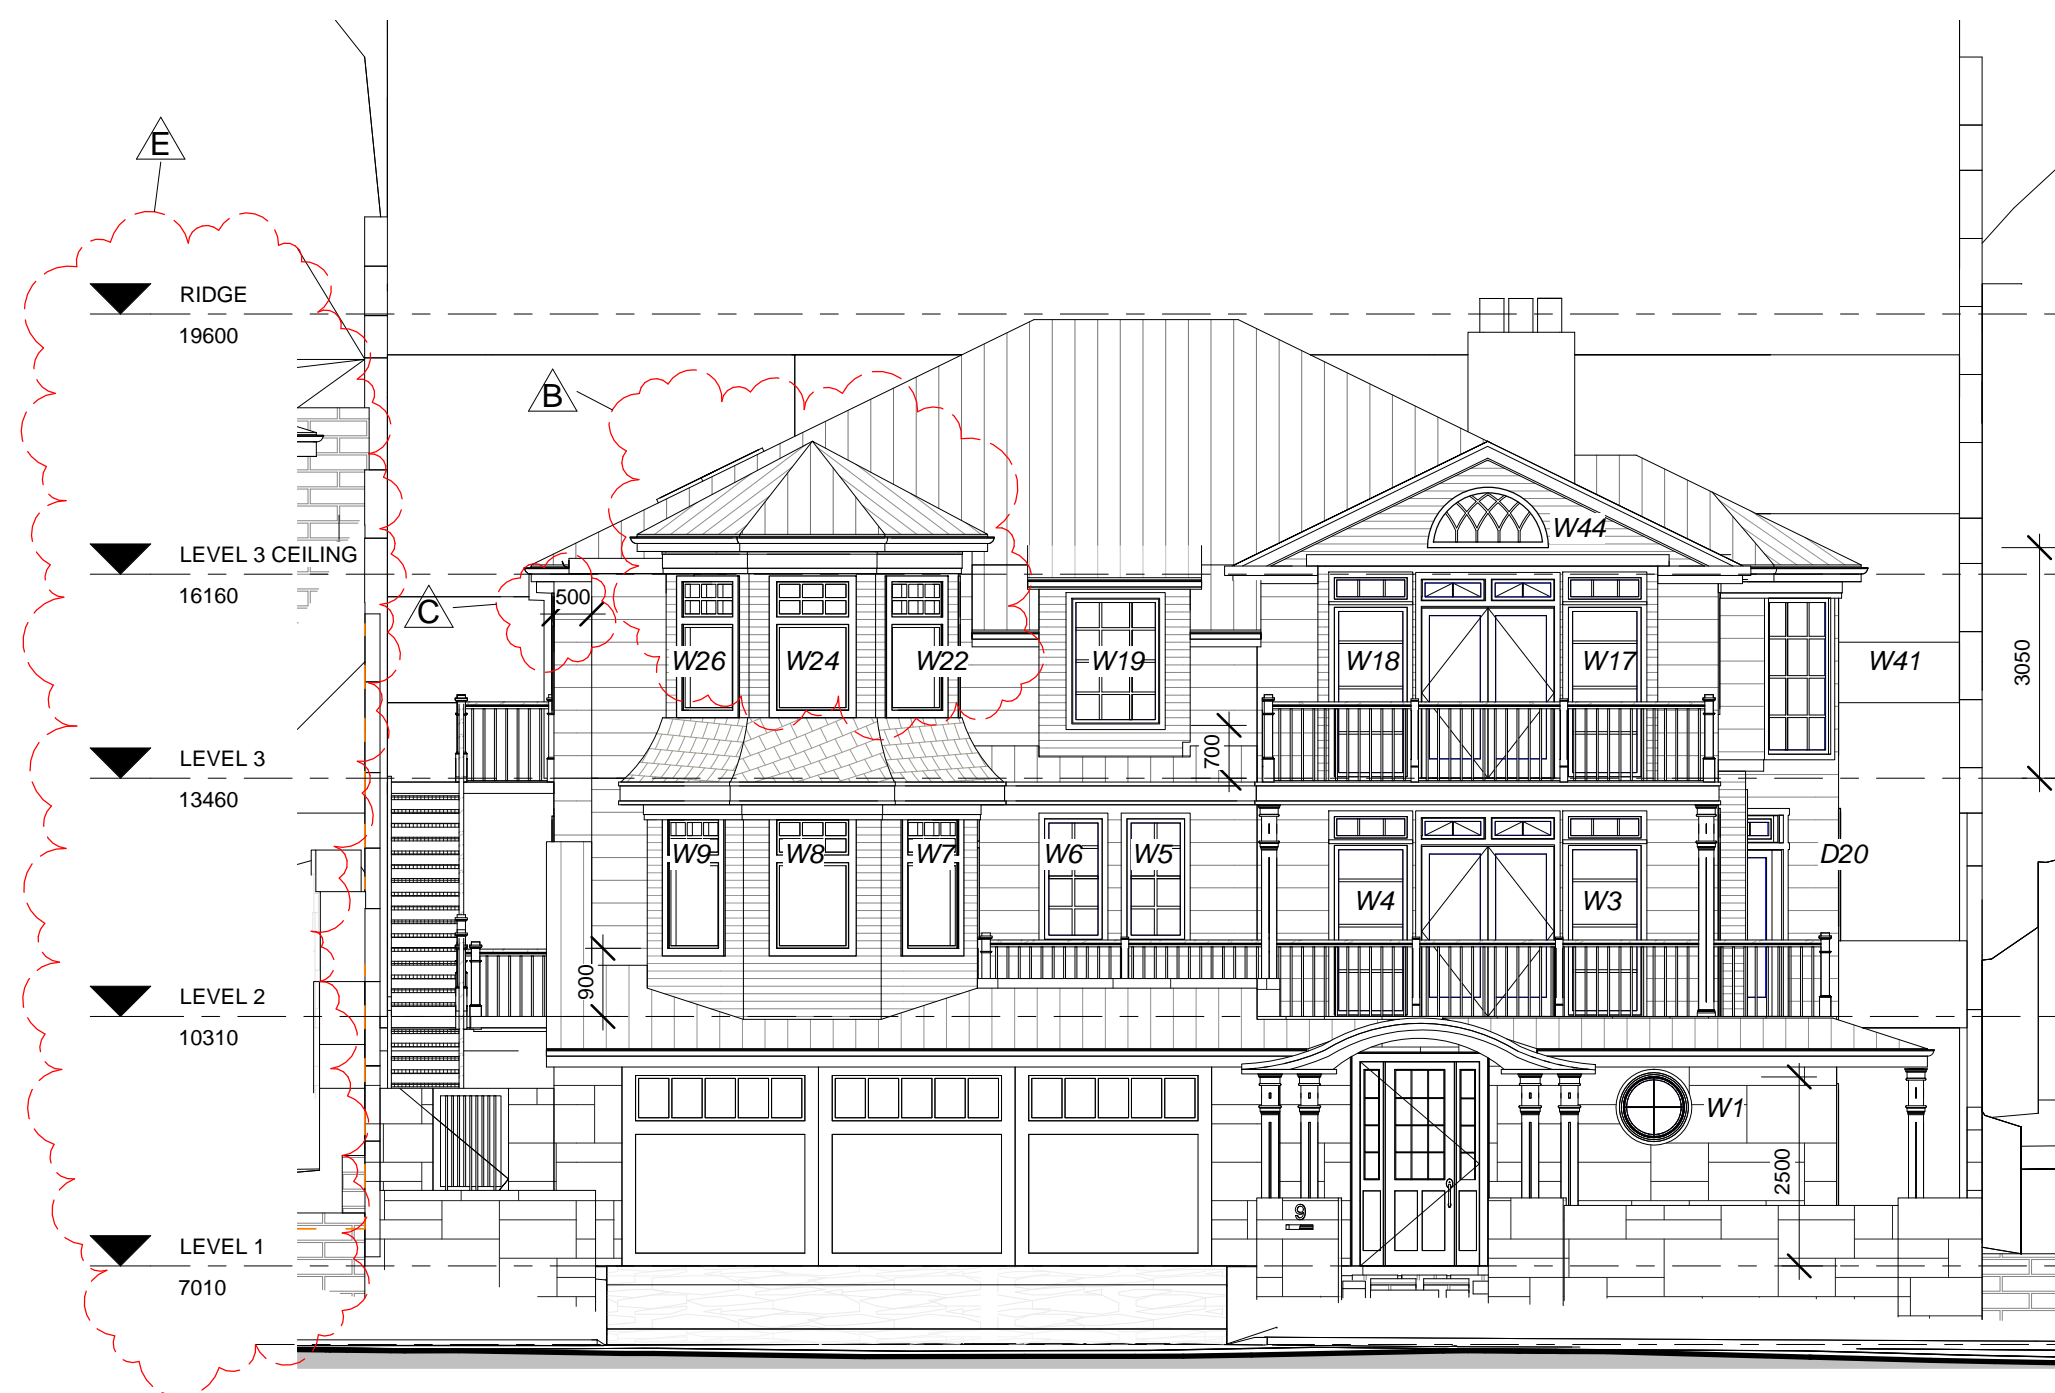 E
RIDGE
19600
B
W44
LEVEL 3 CEILING
16160
C
500
W26
W24
W22
W19
W18
W17
W41
3050
LEVEL 3
13460
700
W9
W8
W7
W6
W5
D20
W4
W3
900
LEVEL 2
10310
W1
2500
9
LEVEL 1
7010